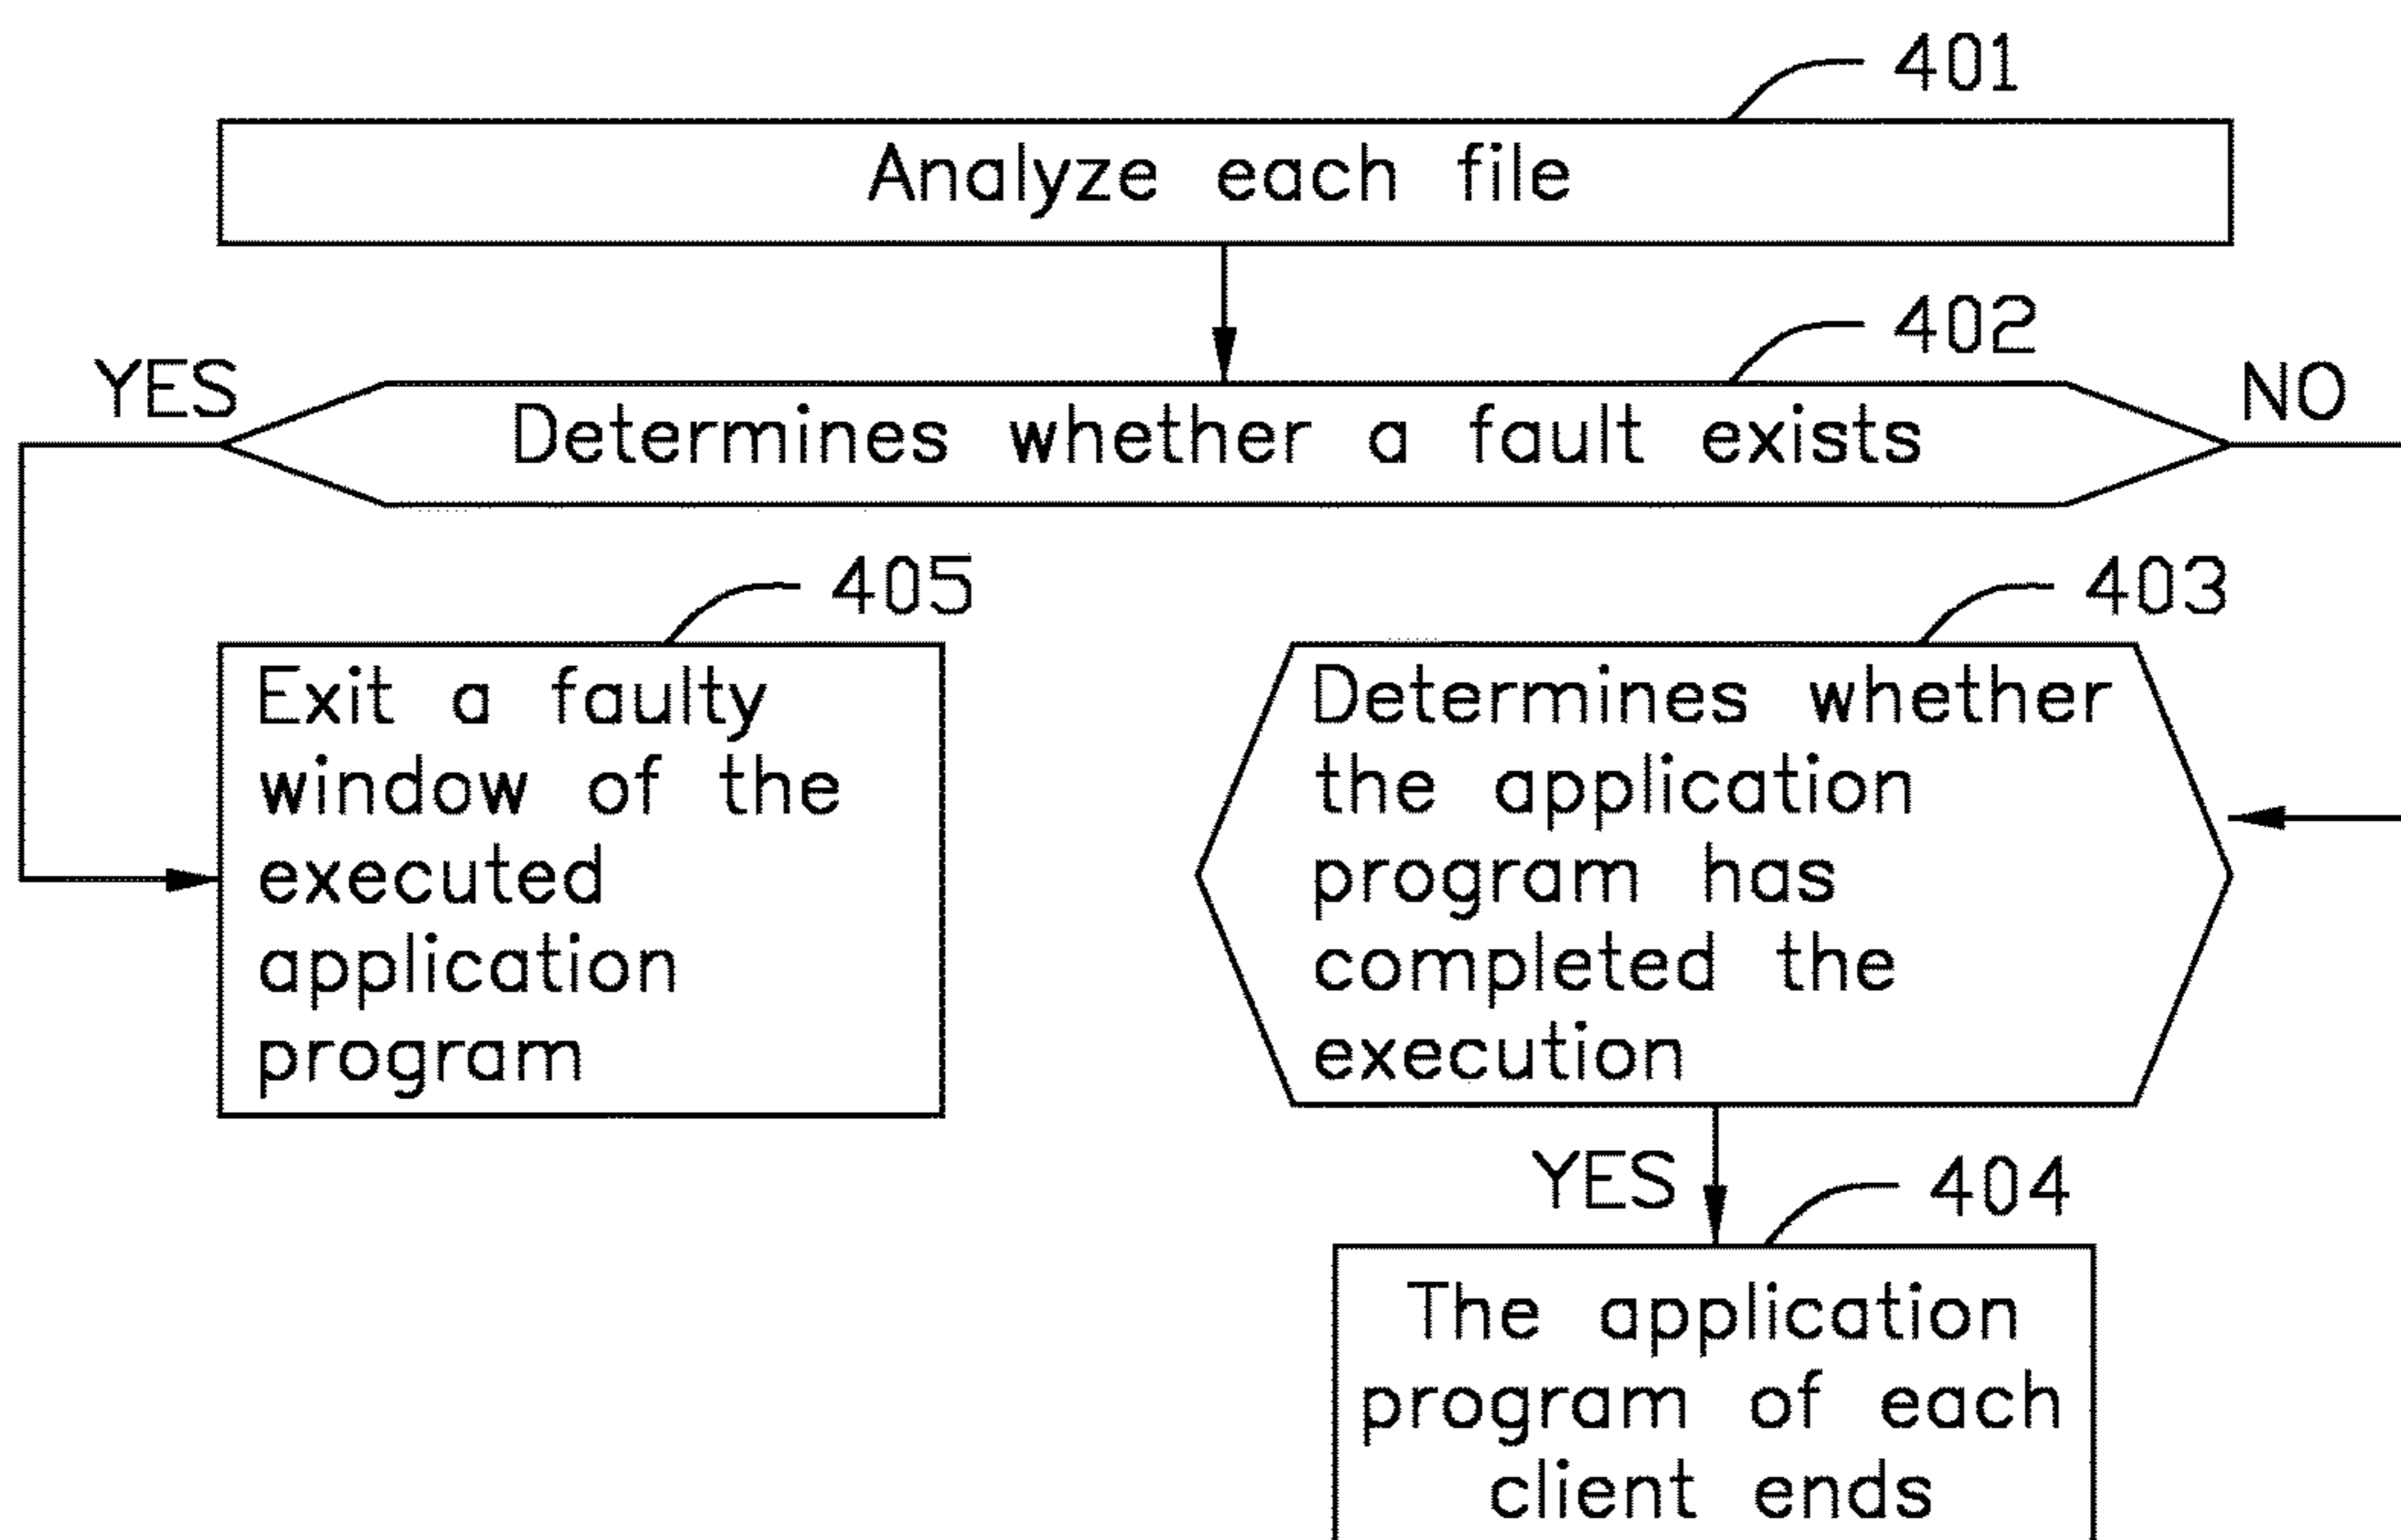 401
Analyze each file
402
YES
NO
Determines whether a fault exists
405
403
Exit a faulty
window of the
executed
application
program
Determines whether
the application
program has
completed the
execution
YES
404
The application
program of each
client ends